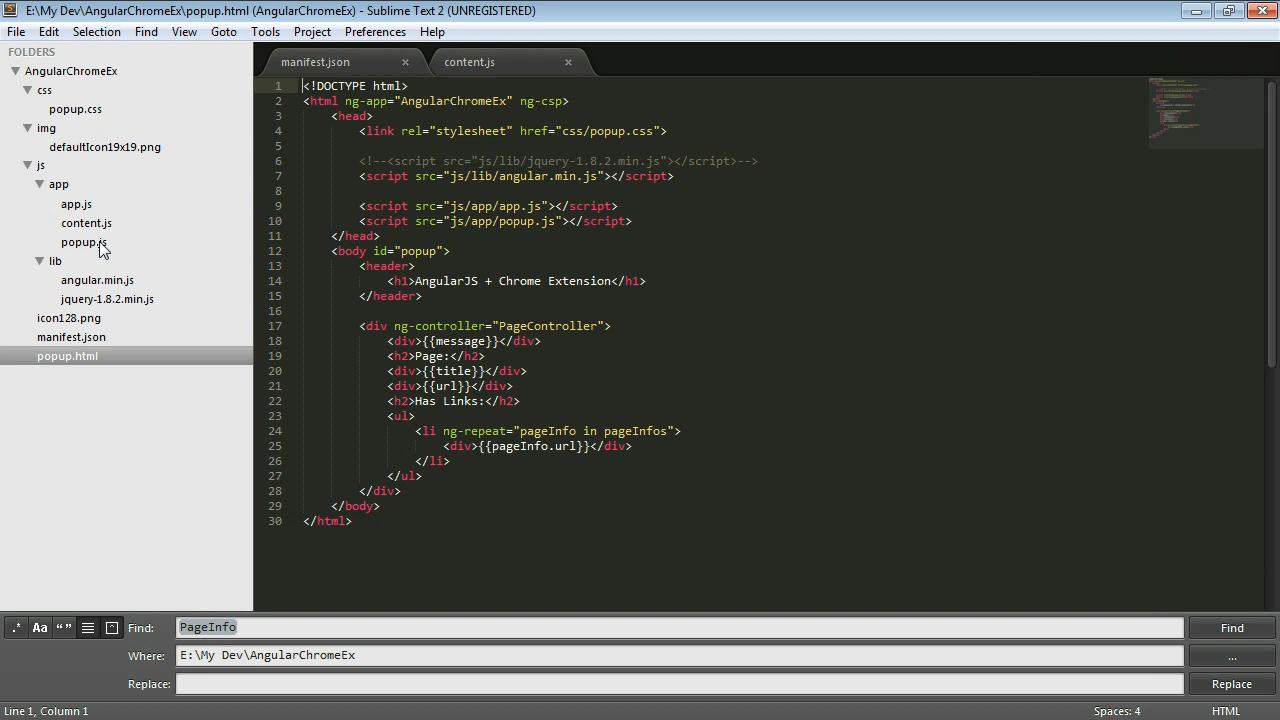 E:\My Dev\AngularChromeEx\popup.html (AngularChromeEx) - Sublime Text 2 (UNREGISTERED)
File Edit Selection Find View Goto Tools Project Preferences Help
FOLDERS
AngularChromeEx
css
popup.css
img
defaultIcon19x19.png
js
app
app.js
content.js
popup.js
lib
angular.min.js
jquery-1.8.2.min.js
icon128.png
manifest.json
popup.html
manifest.json × content.js ×
1 <!DOCTYPE html>
2 <html ng-app="AngularChromeEx" ng-csp>
3 <head>
4 <link rel="stylesheet" href="css/popup.css">
5
6 <!--<script src="js/lib/jquery-1.8.2.min.js"></script>-->
7 <script src="js/lib/angular.min.js"></script>
8
9 <script src="js/app/app.js"></script>
10 <script src="js/app/popup.js"></script>
11 </head>
12 <body id="popup">
13 <header>
14 <h1>AngularJS + Chrome Extension</h1>
15 </header>
16
17 <div ng-controller="PageController">
18 <div>{{message}}</div>
19 <h2>Page:</h2>
20 <div>{{title}}</div>
21 <div>{{url}}</div>
22 <h2>Has Links:</h2>
23 <ul>
24 <li ng-repeat="pageInfo in pageInfos">
25 <div>{{pageInfo.url}}</div>
26 </li>
27 </ul>
28 </div>
29 </body>
30 </html>
.* Aa “” Find: PageInfo Find
Where: E:\My Dev\AngularChromeEx ...
Replace: Replace
Line 1, Column 1 Spaces: 4 HTML